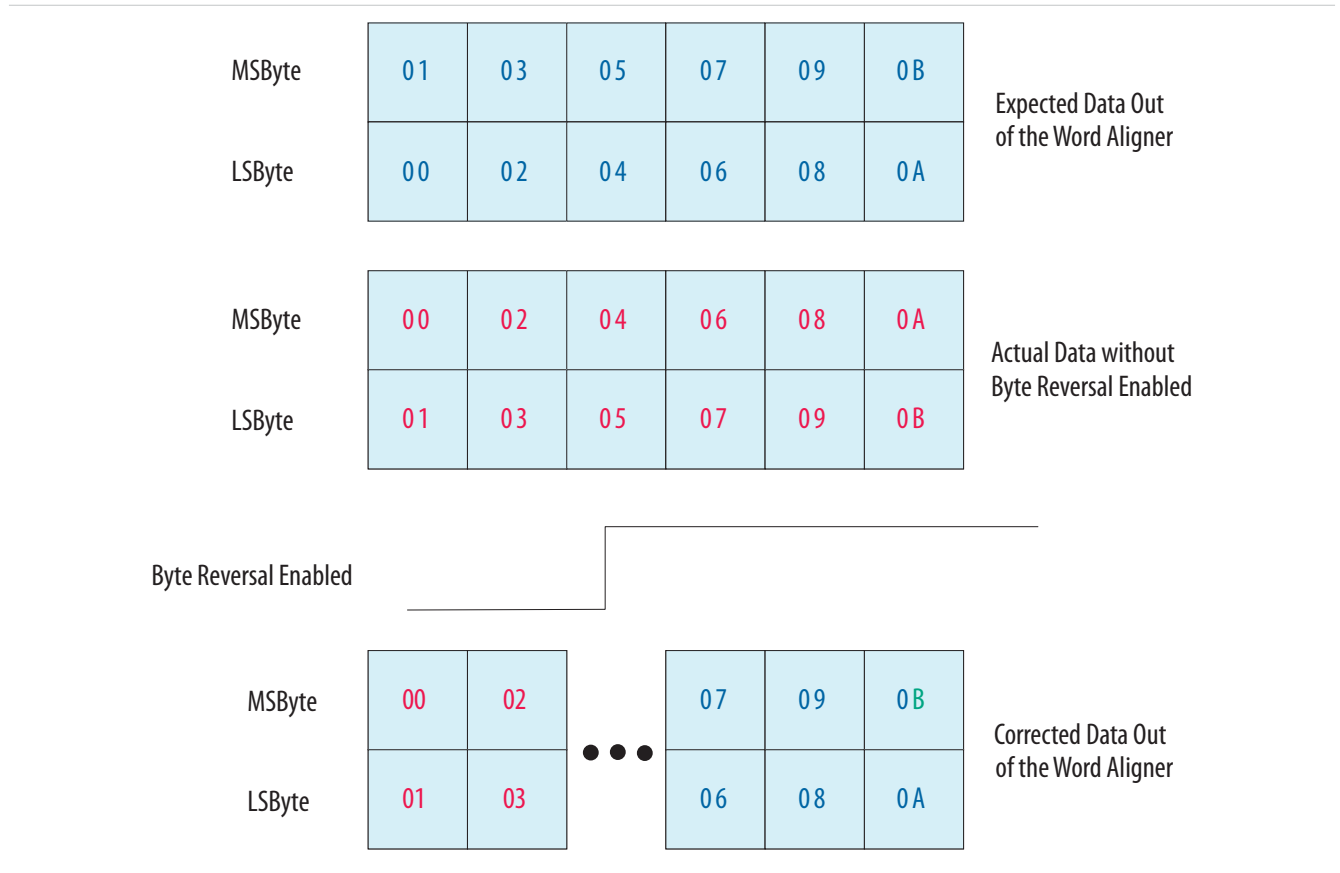 MSByte 01 03 05 07 09 0B
Expected Data Out
of the Word Aligner
LSByte 00 02 04 06 08 0A
MSByte 00 02 04 06 08 0A
Actual Data without
Byte Reversal Enabled
LSByte 01 03 05 07 09 0B
Byte Reversal Enabled
MSByte 00 02 07 09 0B
Corrected Data Out
of the Word Aligner
LSByte 01 03 06 08 0A